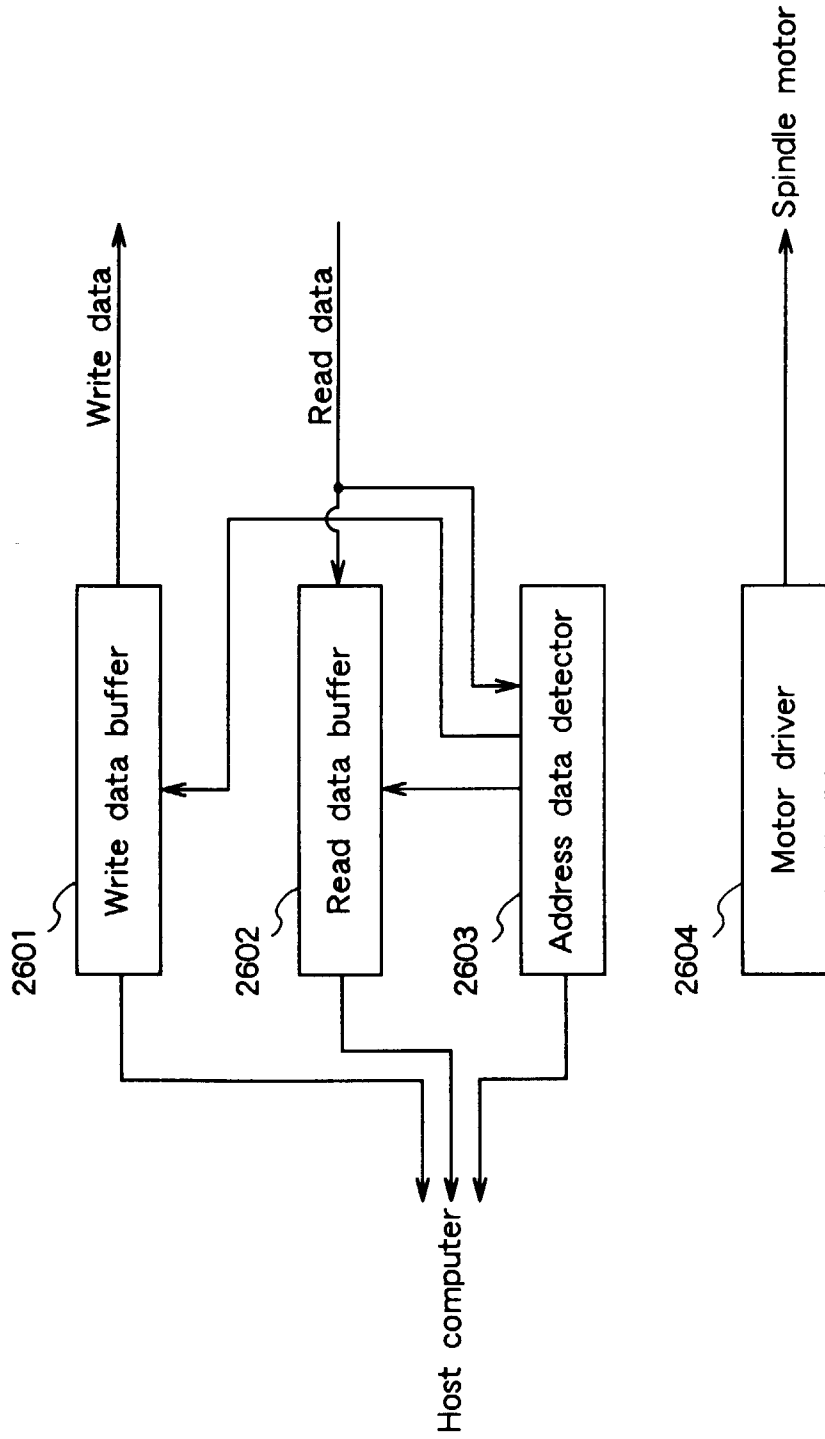 Write data
2601
Write data buffer
Read data
2602
Read data buffer
Host computer
2603
Address data detector
2604
Motor driver
Spindle motor